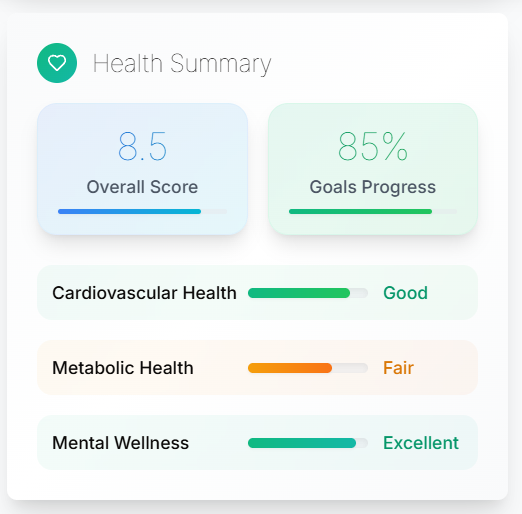 Health Summary
8.5
85%
Overall Score
Goals Progress
Cardiovascular Health
Good
Metabolic Health
Fair
Mental Wellness
Excellent